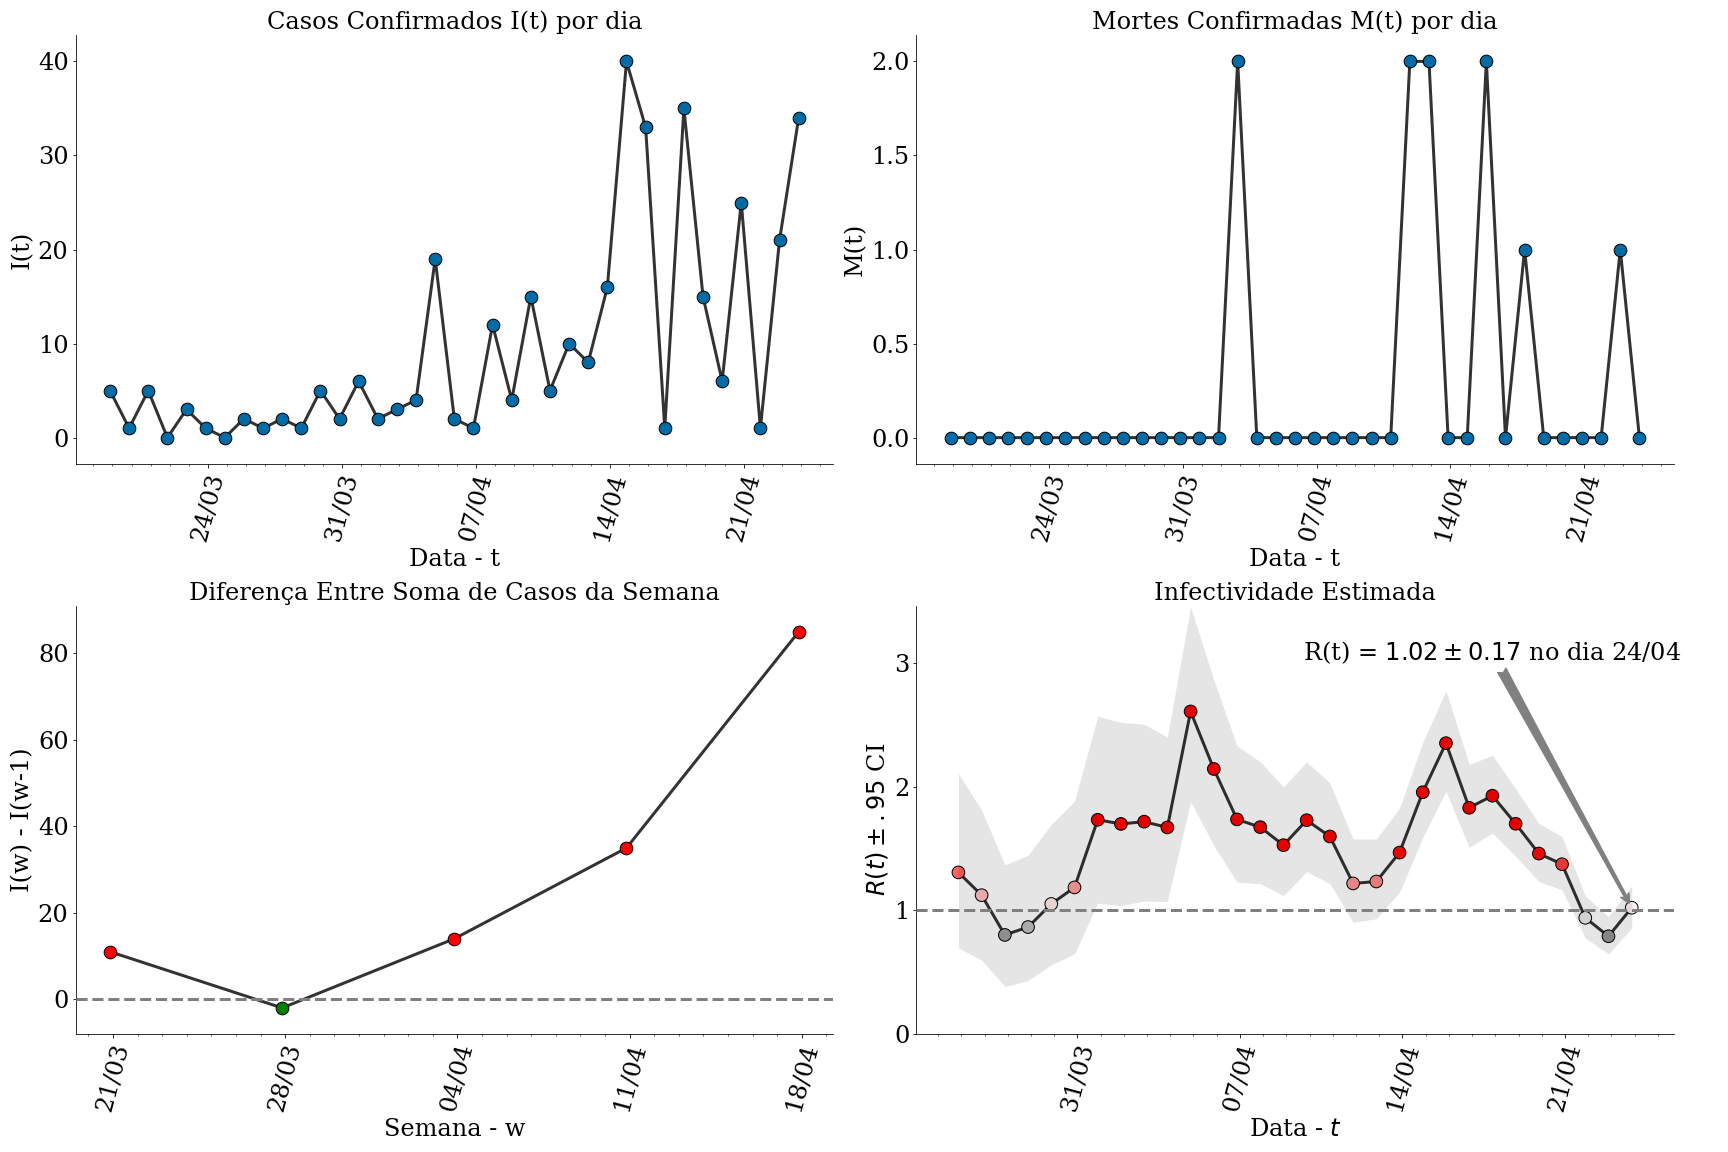 Casos Confirmados I(t) por dia
I(t)
40
30
20
10
0
24/03
31/03
07/04
14/04
21/04
Data - t
Mortes Confirmadas M(t) por dia
M(t)
2.0
1.5
1.0
0.5
0.0
24/03
31/03
07/04
14/04
21/04
Data - t
Diferença Entre Soma de Casos da Semana
I(w) - I(w-1)
80
60
40
20
0
21/03
28/03
04/04
11/04
18/04
Semana - w
Infectividade Estimada
R(t) = 1.02 ± 0.17 no dia 24/04
R(t) ± .95 CI
3
2
1
0
31/03
07/04
14/04
21/04
Data - t